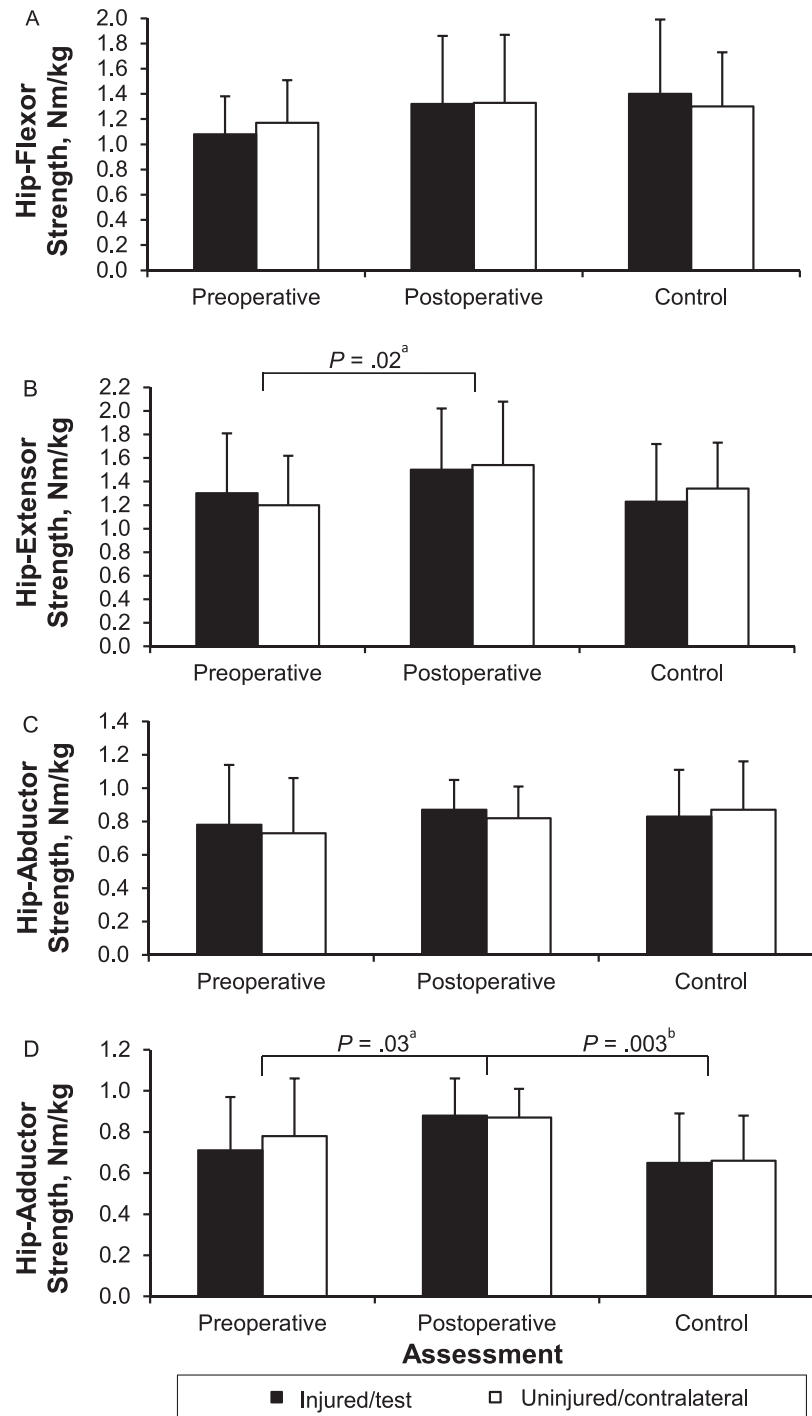 A
Hip-Flexor
Strength, Nm/kg
2.0
1.8
1.6
1.4
1.2
1.0
0.8
0.6
0.4
0.2
0.0
Preoperative Postoperative Control
B
P = .02ᵃ
Hip-Extensor
Strength, Nm/kg
2.2
2.0
1.8
1.6
1.4
1.2
1.0
0.8
0.6
0.4
0.2
0.0
Preoperative Postoperative Control
C
Hip-Abductor
Strength, Nm/kg
1.4
1.2
1.0
0.8
0.6
0.4
0.2
0.0
Preoperative Postoperative Control
D
P = .03ᵃ P = .003ᵇ
Hip-Adductor
Strength, Nm/kg
1.2
1.0
0.8
0.6
0.4
0.2
0.0
Preoperative Postoperative Control
Assessment
Injured/test Uninjured/contralateral